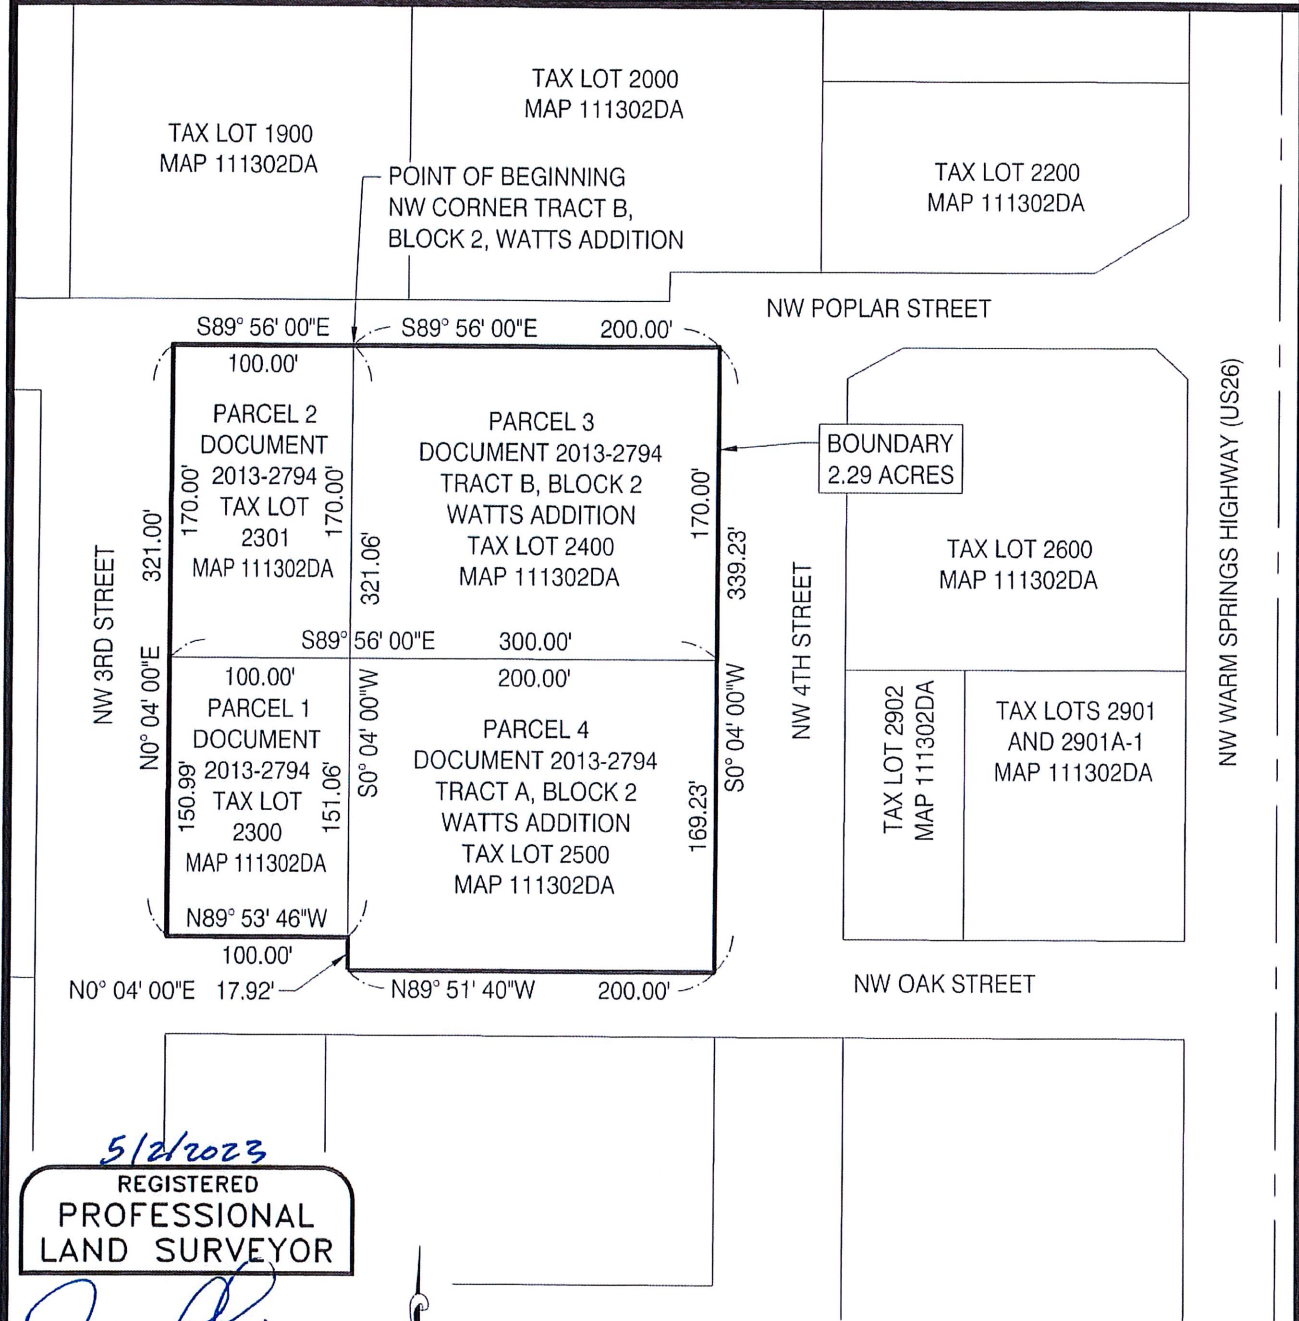 TAX LOT 1900
MAP 111302DA
TAX LOT 2000
MAP 111302DA
TAX LOT 2200
MAP 111302DA
POINT OF BEGINNING
NW CORNER TRACT B,
BLOCK 2, WATTS ADDITION
NW POPLAR STREET
S89° 56' 00"E
100.00'
S89° 56' 00"E 200.00'
PARCEL 2
DOCUMENT
2013-2794
TAX LOT
2301
MAP 111302DA
170.00'
170.00'
321.00'
321.06'
PARCEL 3
DOCUMENT 2013-2794
TRACT B, BLOCK 2
WATTS ADDITION
TAX LOT 2400
MAP 111302DA
170.00'
339.23'
BOUNDARY
2.29 ACRES
TAX LOT 2600
MAP 111302DA
NW 3RD STREET
NW 4TH STREET
NW WARM SPRINGS HIGHWAY (US26)
S89° 56' 00"E 300.00'
N0° 04' 00"E
100.00'
PARCEL 1
DOCUMENT
2013-2794
TAX LOT
2300
MAP 111302DA
150.99'
151.06'
S0° 04' 00"W
200.00'
PARCEL 4
DOCUMENT 2013-2794
TRACT A, BLOCK 2
WATTS ADDITION
TAX LOT 2500
MAP 111302DA
169.23'
S0° 04' 00"W
TAX LOT 2902
MAP 111302DA
TAX LOTS 2901
AND 2901A-1
MAP 111302DA
N89° 53' 46"W
100.00'
N0° 04' 00"E 17.92'
N89° 51' 40"W 200.00'
NW OAK STREET
5/2/2023
REGISTERED
PROFESSIONAL
LAND SURVEYOR